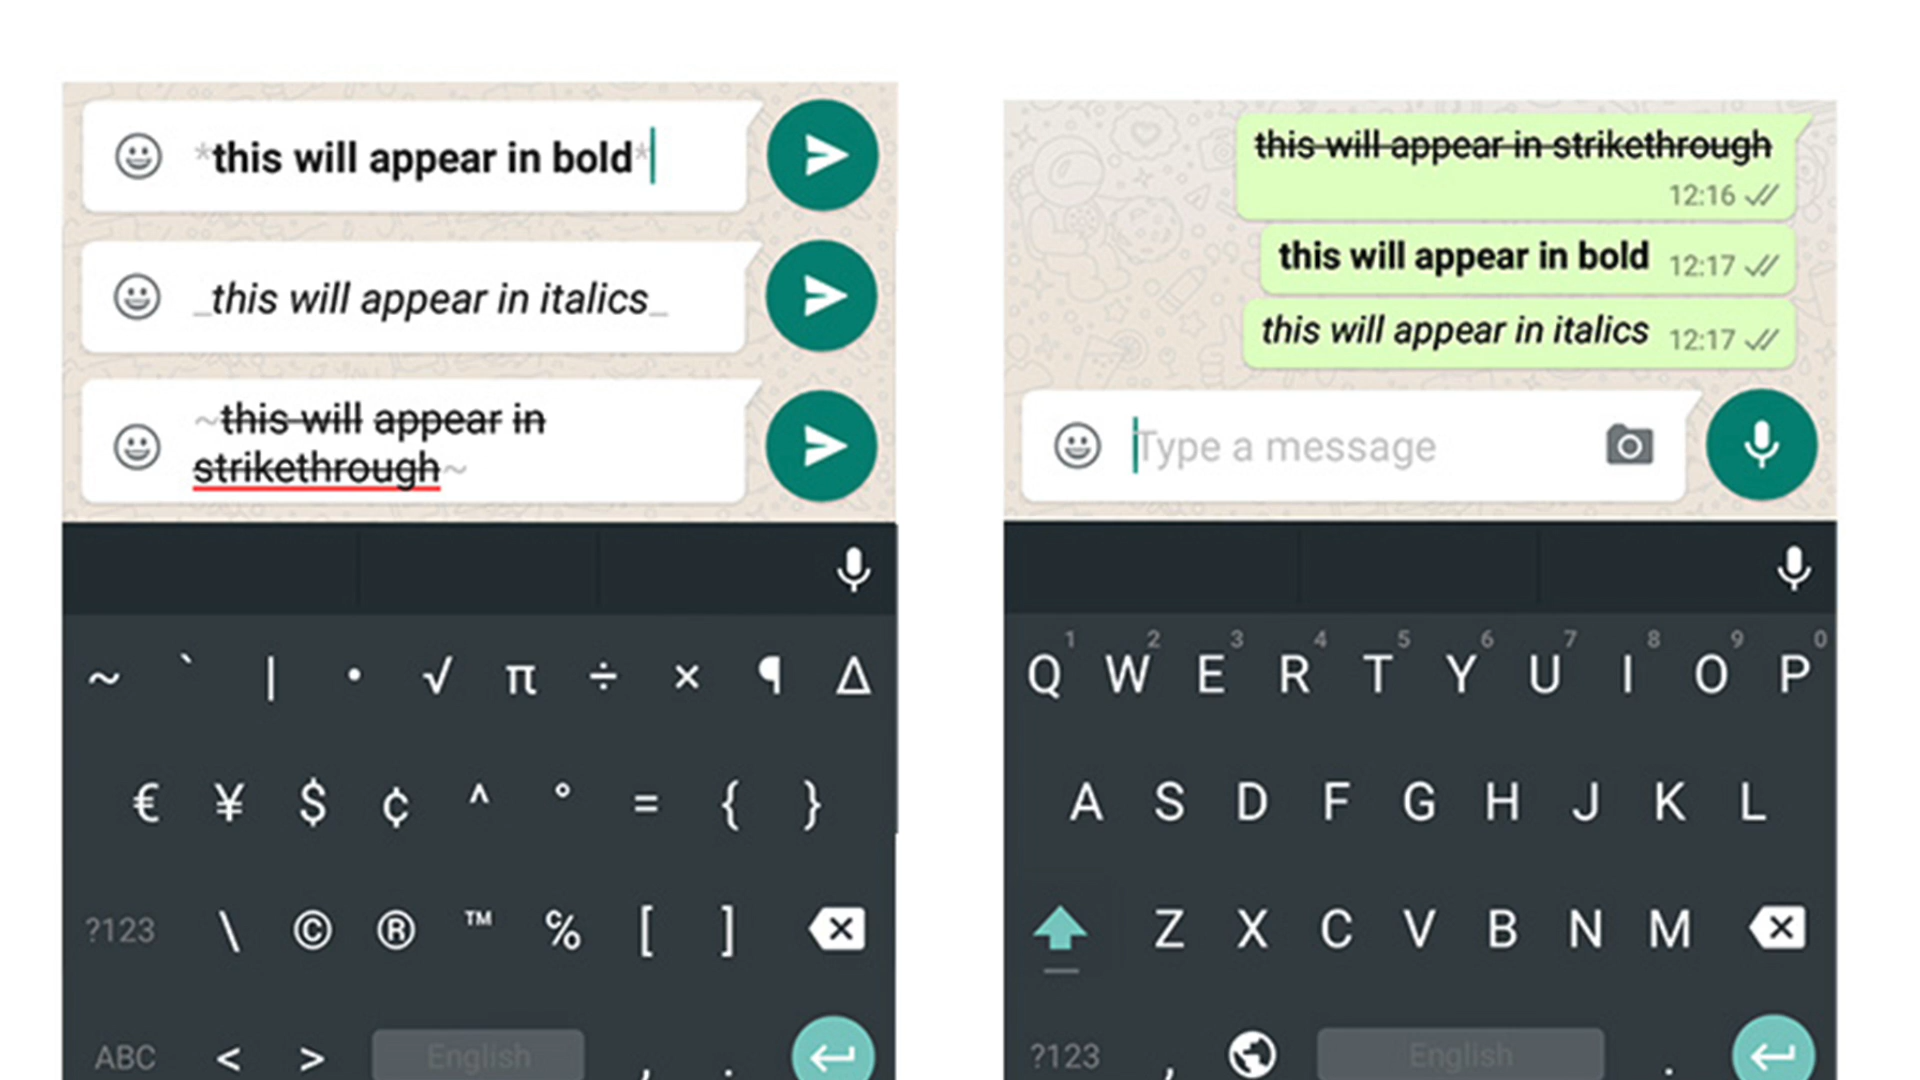 *this will appear in bold*
_this will appear in italics_
~this will appear in
strikethrough~
~ ` | • √ π ÷ × ¶ Δ
€ ¥ $ ¢ ^ ° = { }
?123 \ © ® ™ ℅ [ ]
ABC < > English , .
this will appear in strikethrough
12:16
this will appear in bold 12:17
this will appear in italics 12:17
Type a message
1 2 3 4 5 6 7 8 9 0
Q W E R T Y U I O P
A S D F G H J K L
Z X C V B N M
?123 , English .